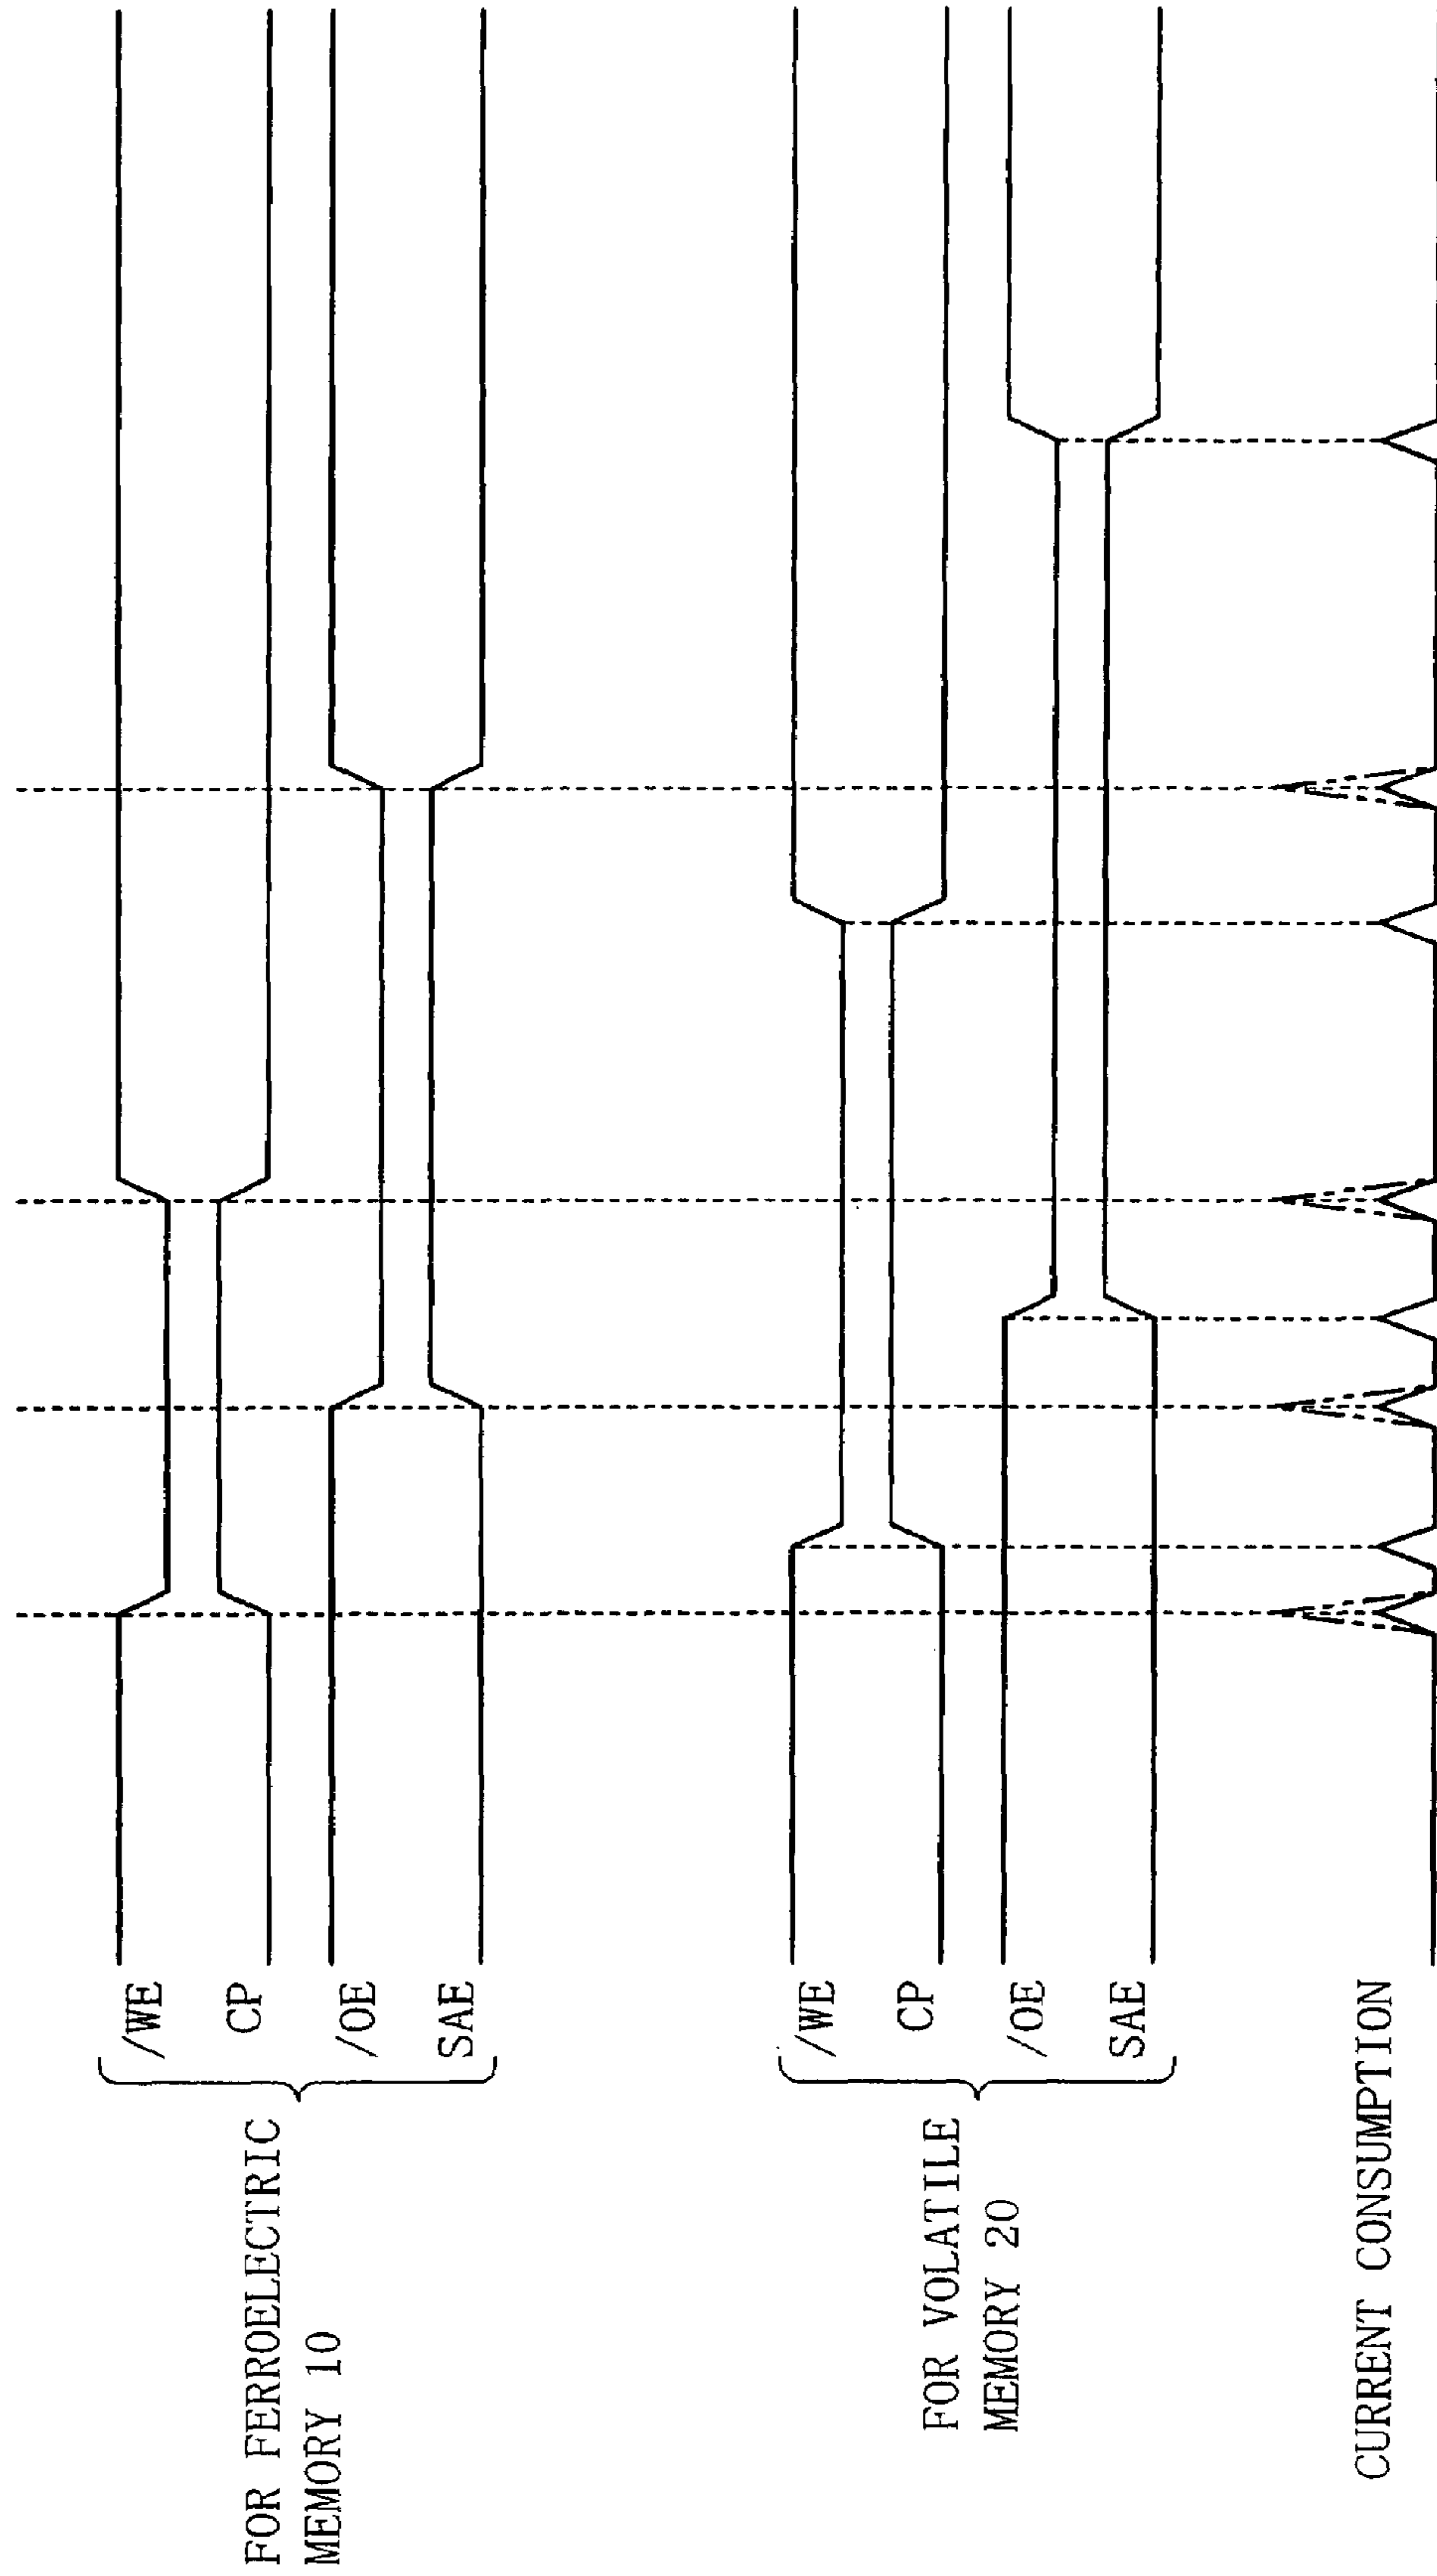 FOR FERROELECTRIC
MEMORY 10
/WE
CP
/OE
SAE
FOR VOLATILE
MEMORY 20
/WE
CP
/OE
SAE
CURRENT CONSUMPTION